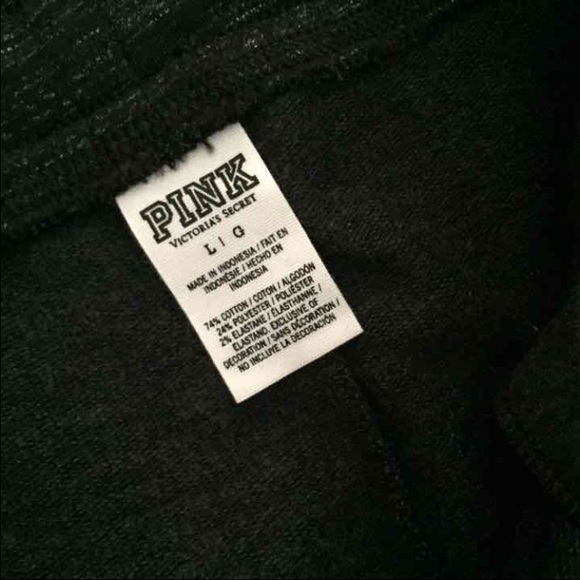 PINK
VICTORIA'S SECRET
L | G
MADE IN INDONESIA / FAIT EN
INDONÉSIE / HECHO EN
INDONESIA
74% COTTON / COTON / ALGODÓN
24% POLYESTER / POLIÉSTER
2% ELASTANE / ÉLASTHANNE /
ELASTANO. EXCLUSIVE OF
DECORATION / SANS DÉCORATION /
NO INCLUYE LA DECORACIÓN